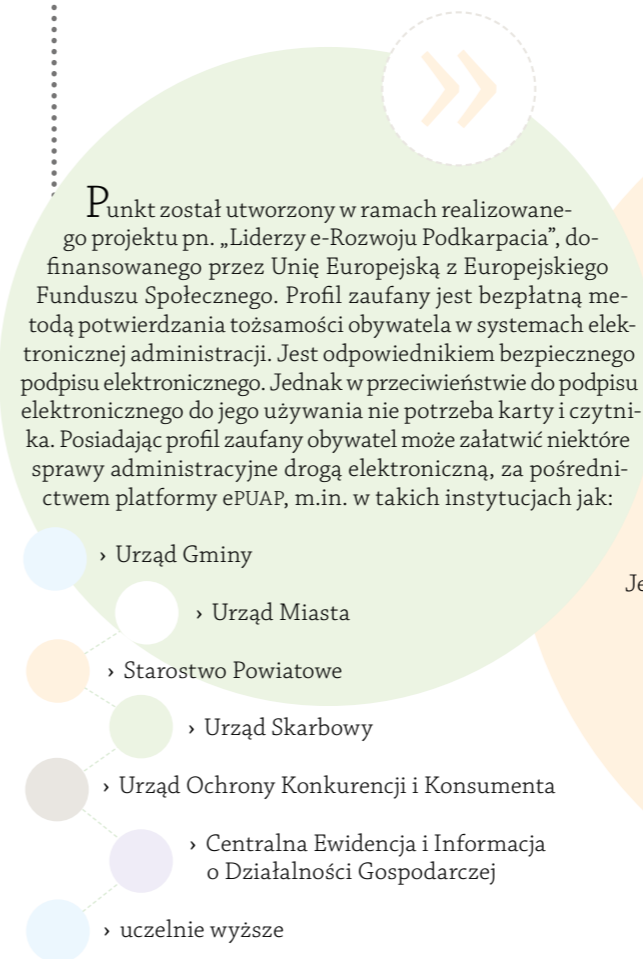 Punkt został utworzony w ramach realizowane-
go projektu pn. „Liderzy e-Rozwoju Podkarpacia”, do-
finansowanego przez Unię Europejską z Europejskiego
Funduszu Społecznego. Profil zaufany jest bezpłatną me-
todą potwierdzania tożsamości obywatela w systemach elek-
tronicznej administracji. Jest odpowiednikiem bezpiecznego
podpisu elektronicznego. Jednak w przeciwieństwie do podpisu
elektronicznego do jego używania nie potrzeba karty i czytni-
ka. Posiadając profil zaufany obywatel może załatwić niektóre
sprawy administracyjne drogą elektroniczną, za pośredni-
ctwem platformy ePUAP, m.in. w takich instytucjach jak:
› Urząd Gminy
› Urząd Miasta
› Starostwo Powiatowe
› Urząd Skarbowy
› Urząd Ochrony Konkurencji i Konsumenta
› Centralna Ewidencja i Informacja
o Działalności Gospodarczej
› uczelnie wyższe
Je